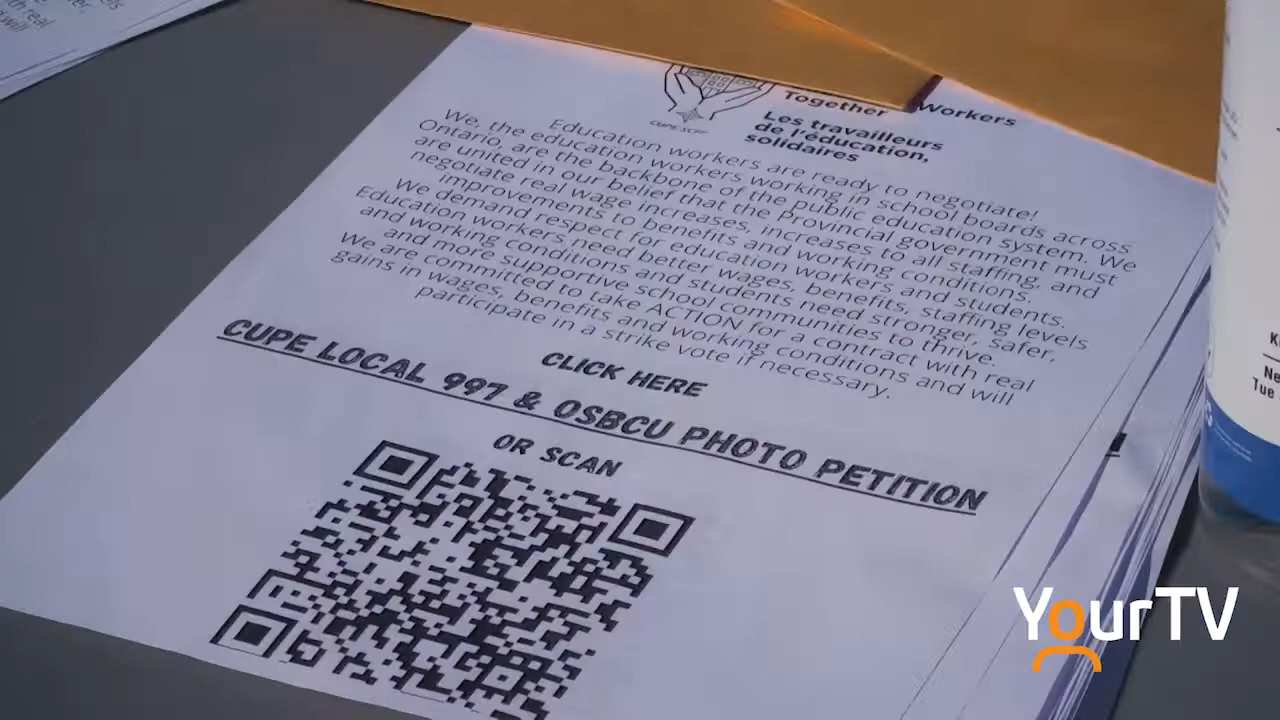 Together
Workers
CUPE-SCFP
Les travailleurs
de l'éducation,
solidaires
Education workers are ready to negotiate!
We, the education workers working in school boards across
Ontario, are the backbone of the public education system. We
are united in our belief that the Provincial government must
negotiate real wage increases, increases to all staffing, and
improvements to benefits and working conditions.
We demand respect for education workers and students.
Education workers need better wages, benefits, staffing levels
and working conditions and students need stronger, safer,
and more supportive school communities to thrive.
We are committed to take ACTION for a contract with real
gains in wages, benefits and working conditions and will
participate in a strike vote if necessary.
CLICK HERE
CUPE LOCAL 997 & OSBCU PHOTO PETITION
OR SCAN
Ne
Tue
YourTV